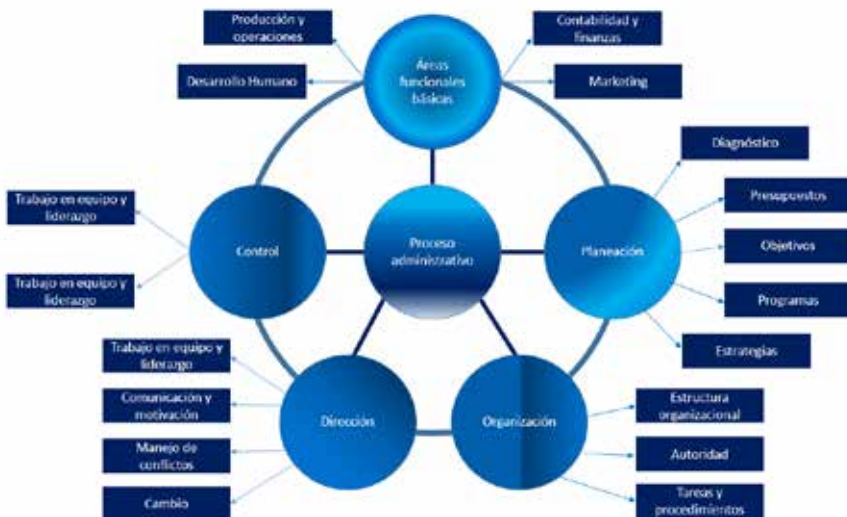 Producción y
operaciones
Contabilidad y
finanzas
Áreas
funcionales
básicas
Desarrollo Humano
Marketing
Diagnóstico
Trabajo en equipo y
liderazgo
Presupuestos
Control
Proceso
administrativo
Planeación
Objetivos
Trabajo en equipo y
liderazgo
Programas
Trabajo en equipo y
liderazgo
Estrategias
Comunicación y
motivación
Estructura
organizacional
Dirección
Organización
Manejo de
conflictos
Autoridad
Cambio
Tareas y
procedimientos